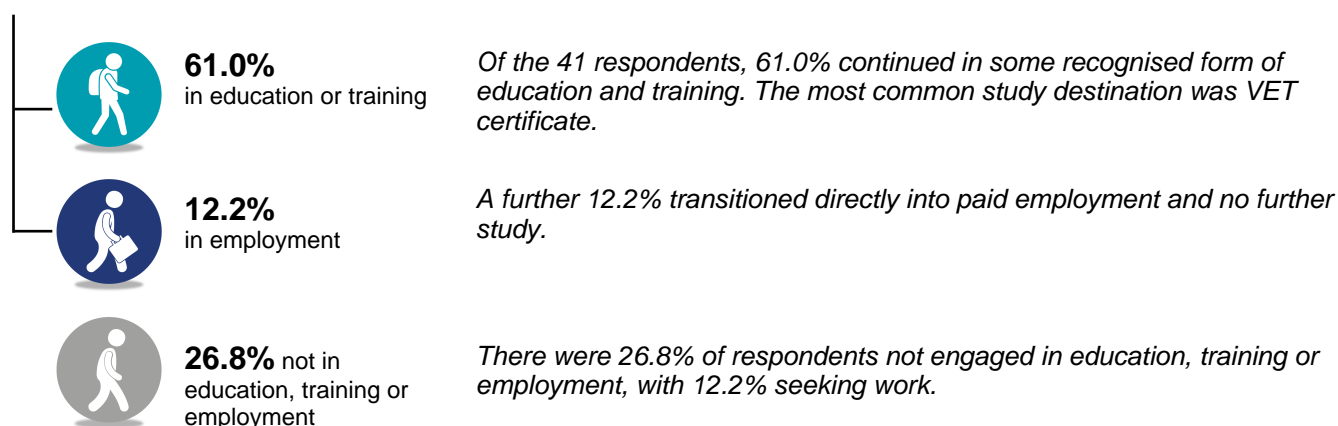 61.0%
in education or training
Of the 41 respondents, 61.0% continued in some recognised form of
education and training. The most common study destination was VET
certificate.
12.2%
in employment
A further 12.2% transitioned directly into paid employment and no further
study.
26.8% not in
education, training or
employment
There were 26.8% of respondents not engaged in education, training or
employment, with 12.2% seeking work.